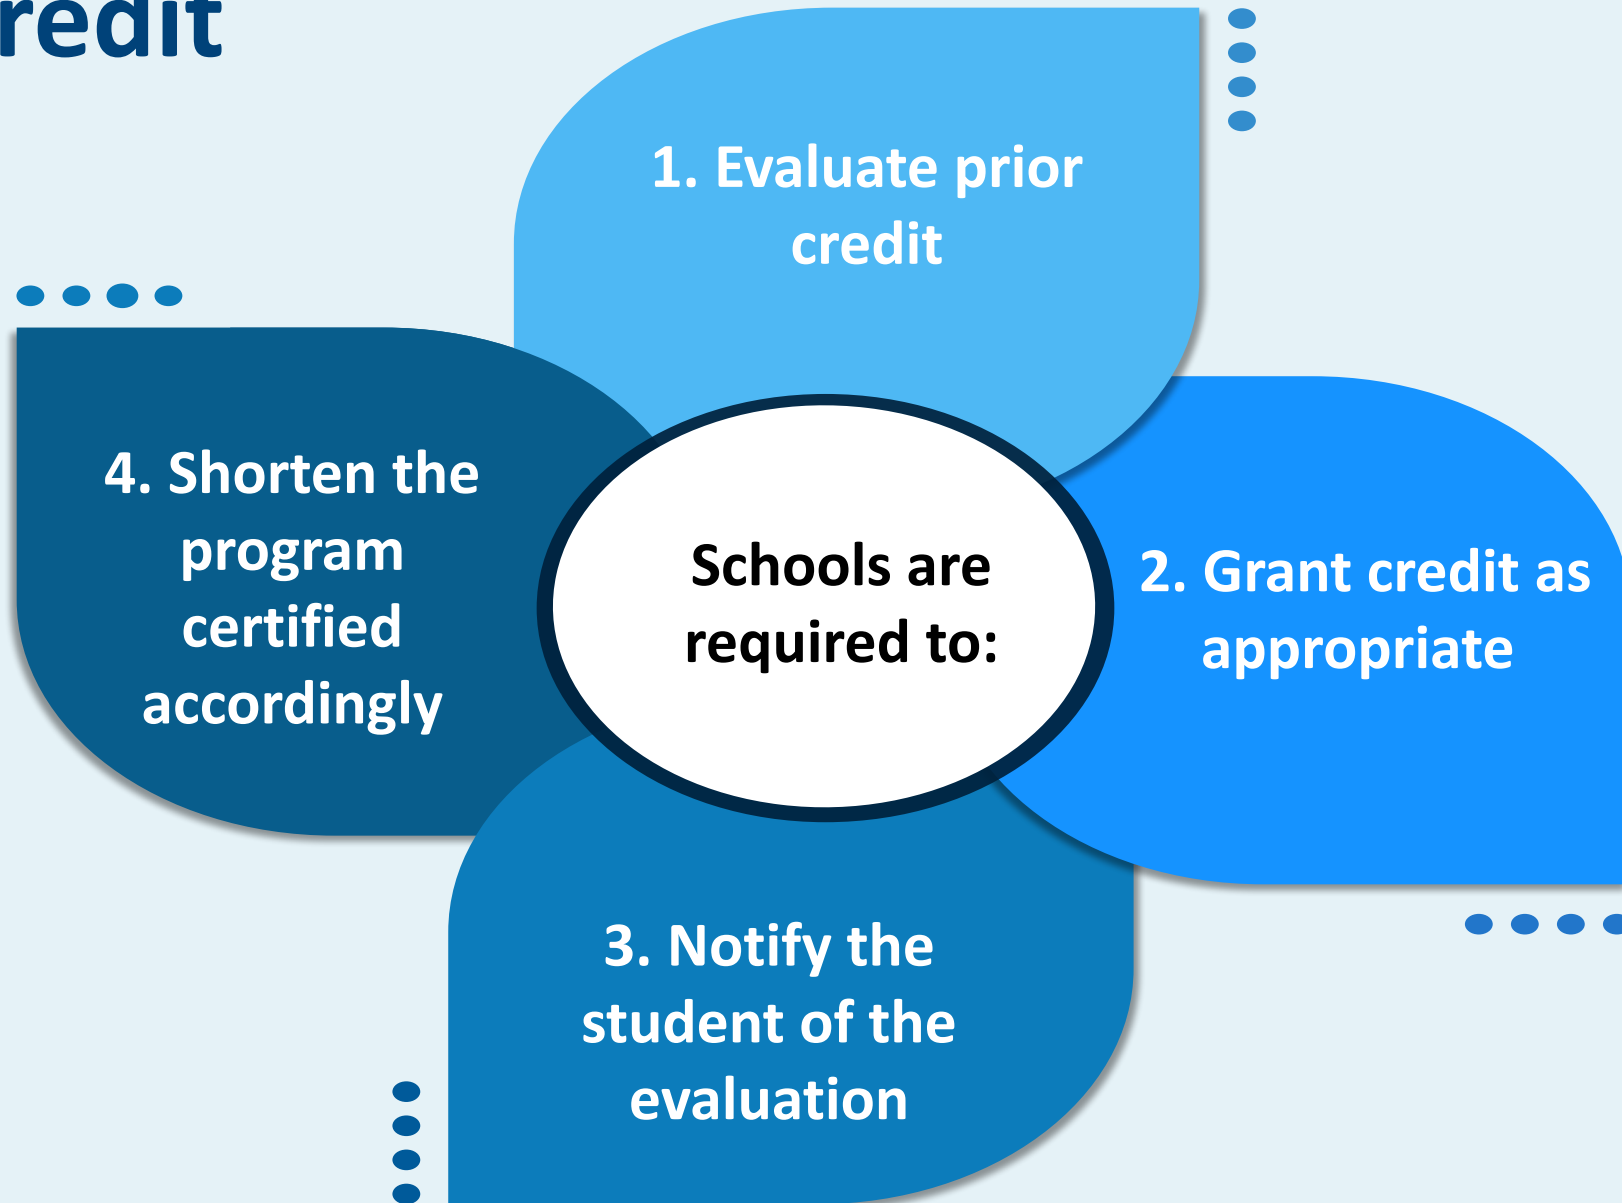 redit
1. Evaluate prior
credit
Schools are
required to:
2. Grant credit as
appropriate
3. Notify the
student of the
evaluation
4. Shorten the
program
certified
accordingly